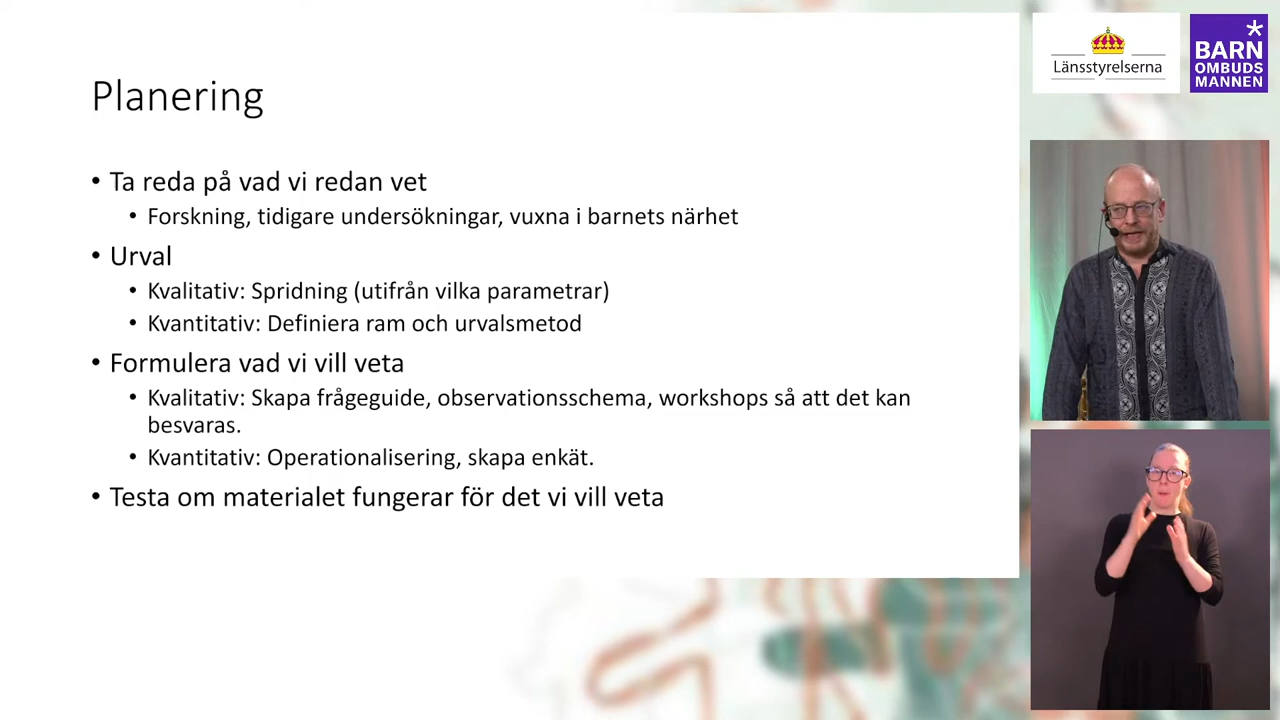 Planering
• Ta reda på vad vi redan vet
• Forskning, tidigare undersökningar, vuxna i barnets närhet
• Urval
• Kvalitativ: Spridning (utifrån vilka parametrar)
• Kvantitativ: Definiera ram och urvalsmetod
• Formulera vad vi vill veta
• Kvalitativ: Skapa frågeguide, observationsschema, workshops så att det kan
besvaras.
• Kvantitativ: Operationalisering, skapa enkät.
• Testa om materialet fungerar för det vi vill veta
Länsstyrelserna
BARN
OMBUDS
MANNEN